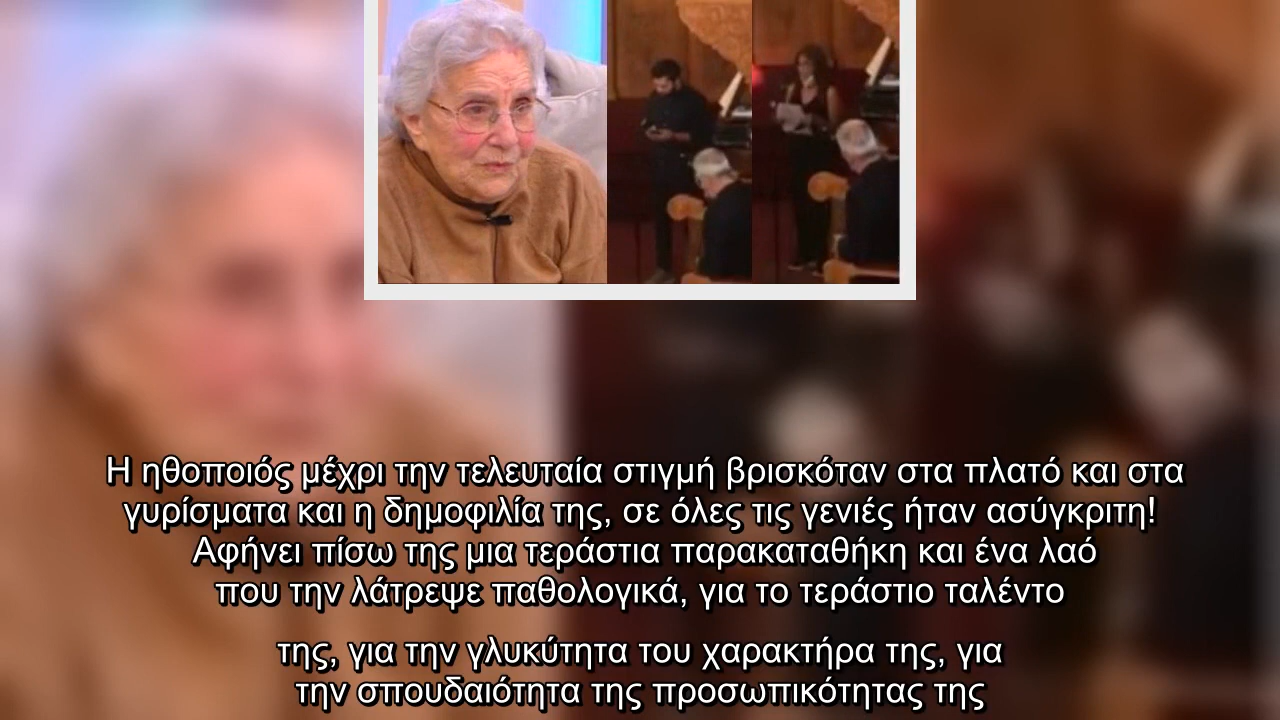 Η ηθοποιός μέχρι την τελευταία στιγμή βρισκόταν στα πλατό και στα
γυρίσματα και η δημοφιλία της, σε όλες τις γενιές ήταν ασύγκριτη!
Αφήνει πίσω της μια τεράστια παρακαταθήκη και ένα λαό
που την λάτρεψε παθολογικά, για το τεράστιο ταλέντο
της, για την γλυκύτητα του χαρακτήρα της, για
την σπουδαιότητα της προσωπικότητας της